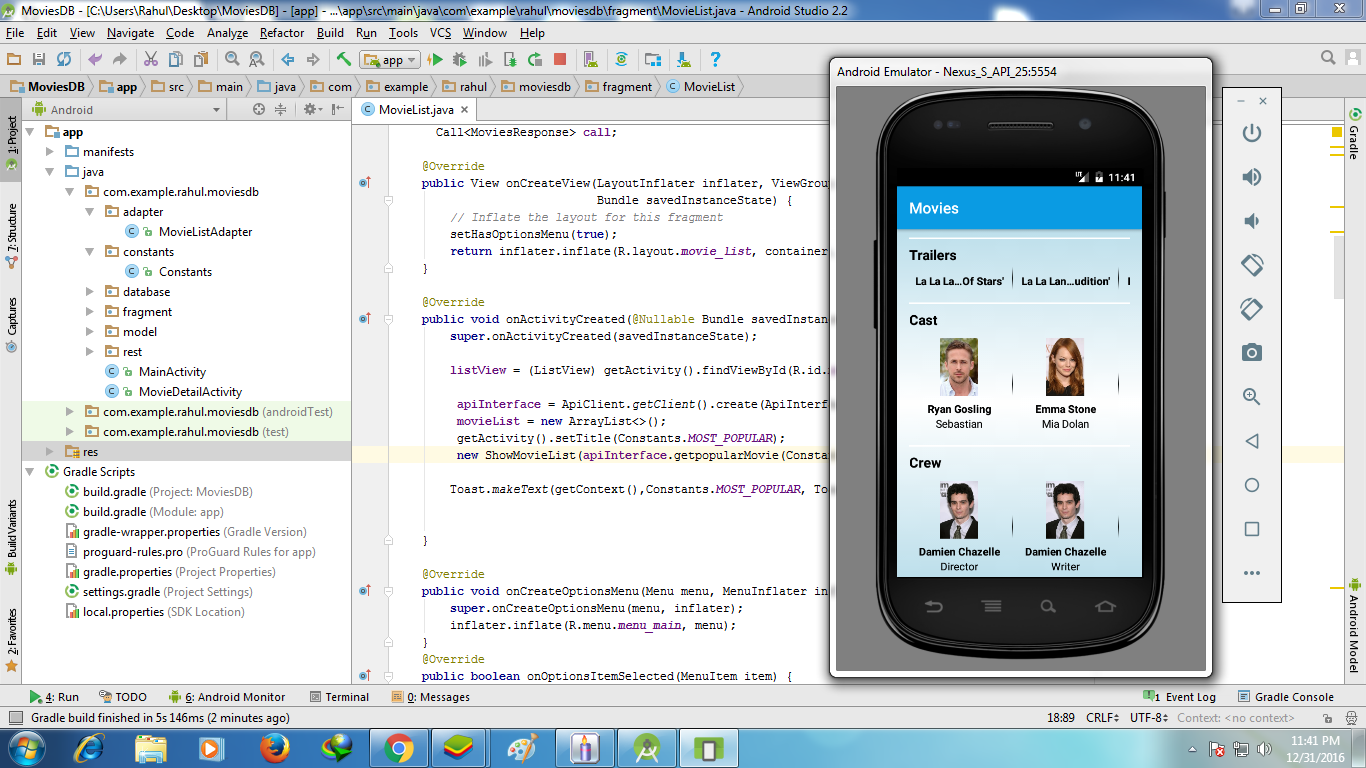 MoviesDB - [C:\Users\Rahul\Desktop\MoviesDB] - [app] - ...\app\src\main\java\com\example\rahul\moviesdb\fragment\MovieList.java - Android Studio 2.2
File Edit View Navigate Code Analyze Refactor Build Run Tools VCS Window Help
app
MoviesDB app src main java com example rahul moviesdb fragment MovieList
Android
MovieList.java
1: Project
7: Structure
Captures
Build Variants
2: Favorites
app
manifests
java
com.example.rahul.moviesdb
adapter
MovieListAdapter
constants
Constants
database
fragment
model
rest
MainActivity
MovieDetailActivity
com.example.rahul.moviesdb (androidTest)
com.example.rahul.moviesdb (test)
res
Gradle Scripts
build.gradle (Project: MoviesDB)
build.gradle (Module: app)
gradle-wrapper.properties (Gradle Version)
proguard-rules.pro (ProGuard Rules for app)
gradle.properties (Project Properties)
settings.gradle (Project Settings)
local.properties (SDK Location)
Call<MoviesResponse> call;
@Override
public View onCreateView(LayoutInflater inflater, ViewGroup
Bundle savedInstanceState) {
// Inflate the layout for this fragment
setHasOptionsMenu(true);
return inflater.inflate(R.layout.movie_list, container
}
@Override
public void onActivityCreated(@Nullable Bundle savedInstan
super.onActivityCreated(savedInstanceState);
listView = (ListView) getActivity().findViewById(R.id.
apiInterface = ApiClient.getClient().create(ApiInterf
movieList = new ArrayList<>();
getActivity().setTitle(Constants.MOST_POPULAR);
new ShowMovieList(apiInterface.getpopularMovie(Consta
Toast.makeText(getContext(),Constants.MOST_POPULAR, To
}
@Override
public void onCreateOptionsMenu(Menu menu, MenuInflater in
super.onCreateOptionsMenu(menu, inflater);
inflater.inflate(R.menu.menu_main, menu);
}
@Override
public boolean onOptionsItemSelected(MenuItem item) {
Android Emulator - Nexus_S_API_25:5554
LTE 11:41
Movies
Trailers
La La La...Of Stars' La La Lan...udition'
Cast
Ryan Gosling Emma Stone
Sebastian Mia Dolan
Crew
Damien Chazelle Damien Chazelle
Director Writer
Gradle
Android Model
4: Run TODO 6: Android Monitor Terminal 0: Messages 1 Event Log Gradle Console
Gradle build finished in 5s 146ms (2 minutes ago) 18:89 CRLF UTF-8 Context: <no context>
11:41 PM
12/31/2016